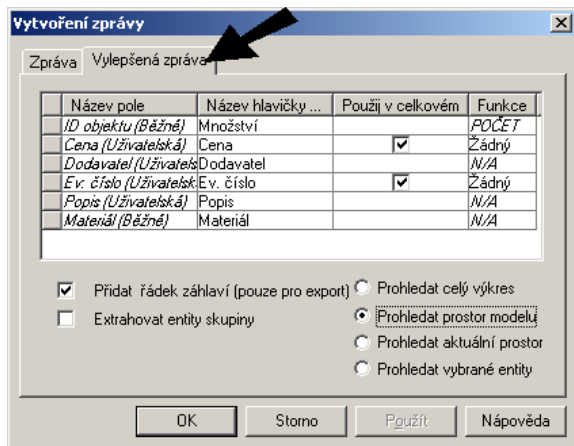 Vytvoření zprávy
Zpráva Vylepšená zpráva
Název pole Název hlavičky ... Použij v celkovém Funkce
ID objektu (Běžné) Množství POČET
Cena (Uživatelská) Cena Žádný
Dodavatel (Uživatels Dodavatel N/A
Ev. číslo (Uživatelsk. Ev. číslo Žádný
Popis (Uživatelská) Popis N/A
Materiál (Běžné) Materiál N/A
Přidat řádek záhlaví (pouze pro export) Prohledat celý výkres
Extrahovat entity skupiny Prohledat prostor modelu
Prohledat aktuální prostor
Prohledat vybrané entity
OK Storno Použít Nápověda